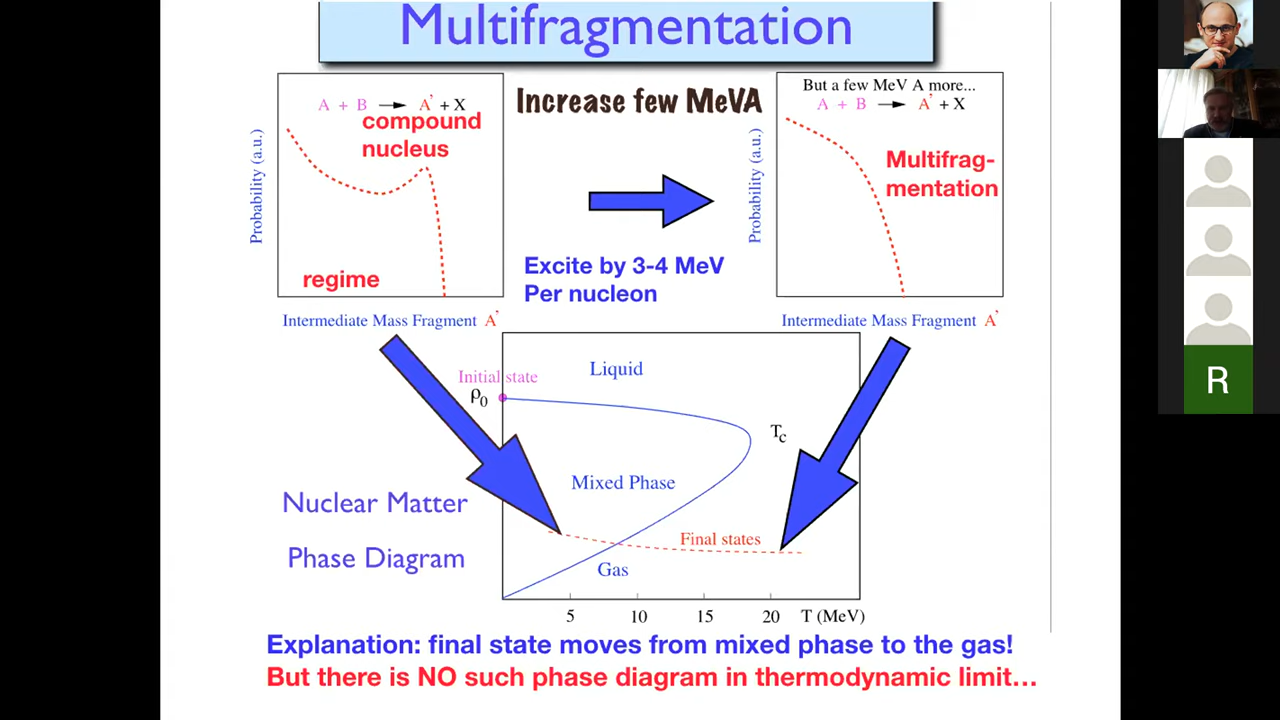 Multifragmentation
A + B → A' + X
compound
nucleus
Probability (a.u.)
regime
Intermediate Mass Fragment A'
Increase few MeVA
Excite by 3-4 MeV
Per nucleon
But a few MeV A more...
A + B → A' + X
Multifrag-
mentation
Probability (a.u.)
Intermediate Mass Fragment A'
Initial state
ρ0
Liquid
Tc
Mixed Phase
Final states
Gas
5 10 15 20 T (MeV)
Nuclear Matter
Phase Diagram
Explanation: final state moves from mixed phase to the gas!
But there is NO such phase diagram in thermodynamic limit...
R